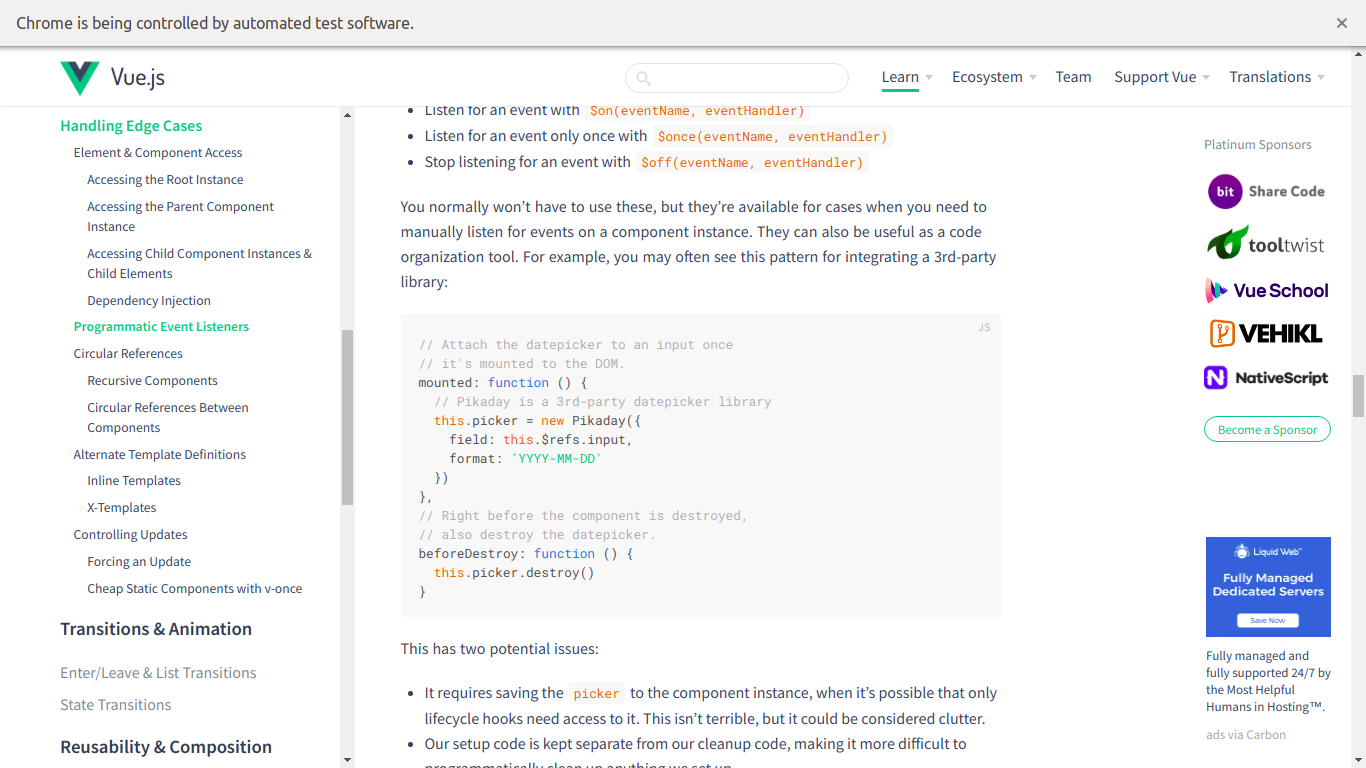 Chrome is being controlled by automated test software.
Vue.js
Learn
Ecosystem
Team
Support Vue
Translations
Handling Edge Cases
Element & Component Access
Accessing the Root Instance
Accessing the Parent Component
Instance
Accessing Child Component Instances &
Child Elements
Dependency Injection
Programmatic Event Listeners
Circular References
Recursive Components
Circular References Between
Components
Alternate Template Definitions
Inline Templates
X-Templates
Controlling Updates
Forcing an Update
Cheap Static Components with v-once
Transitions & Animation
Enter/Leave & List Transitions
State Transitions
Reusability & Composition
Listen for an event with $on(eventName, eventHandler)
Listen for an event only once with $once(eventName, eventHandler)
Stop listening for an event with $off(eventName, eventHandler)
You normally won’t have to use these, but they’re available for cases when you need to
manually listen for events on a component instance. They can also be useful as a code
organization tool. For example, you may often see this pattern for integrating a 3rd-party
library:
JS
// Attach the datepicker to an input once
// it's mounted to the DOM.
mounted: function () {
  // Pikaday is a 3rd-party datepicker library
  this.picker = new Pikaday({
    field: this.$refs.input,
    format: 'YYYY-MM-DD'
  })
},
// Right before the component is destroyed,
// also destroy the datepicker.
beforeDestroy: function () {
  this.picker.destroy()
}
This has two potential issues:
It requires saving the picker to the component instance, when it’s possible that only
lifecycle hooks need access to it. This isn’t terrible, but it could be considered clutter.
Our setup code is kept separate from our cleanup code, making it more difficult to
programmatically clean up anything we set up.
Platinum Sponsors
bit Share Code
tooltwist
Vue School
VEHIKL
NativeScript
Become a Sponsor
Liquid Web™
Fully Managed
Dedicated Servers
Save Now
Fully managed and
fully supported 24/7 by
the Most Helpful
Humans in Hosting™.
ads via Carbon